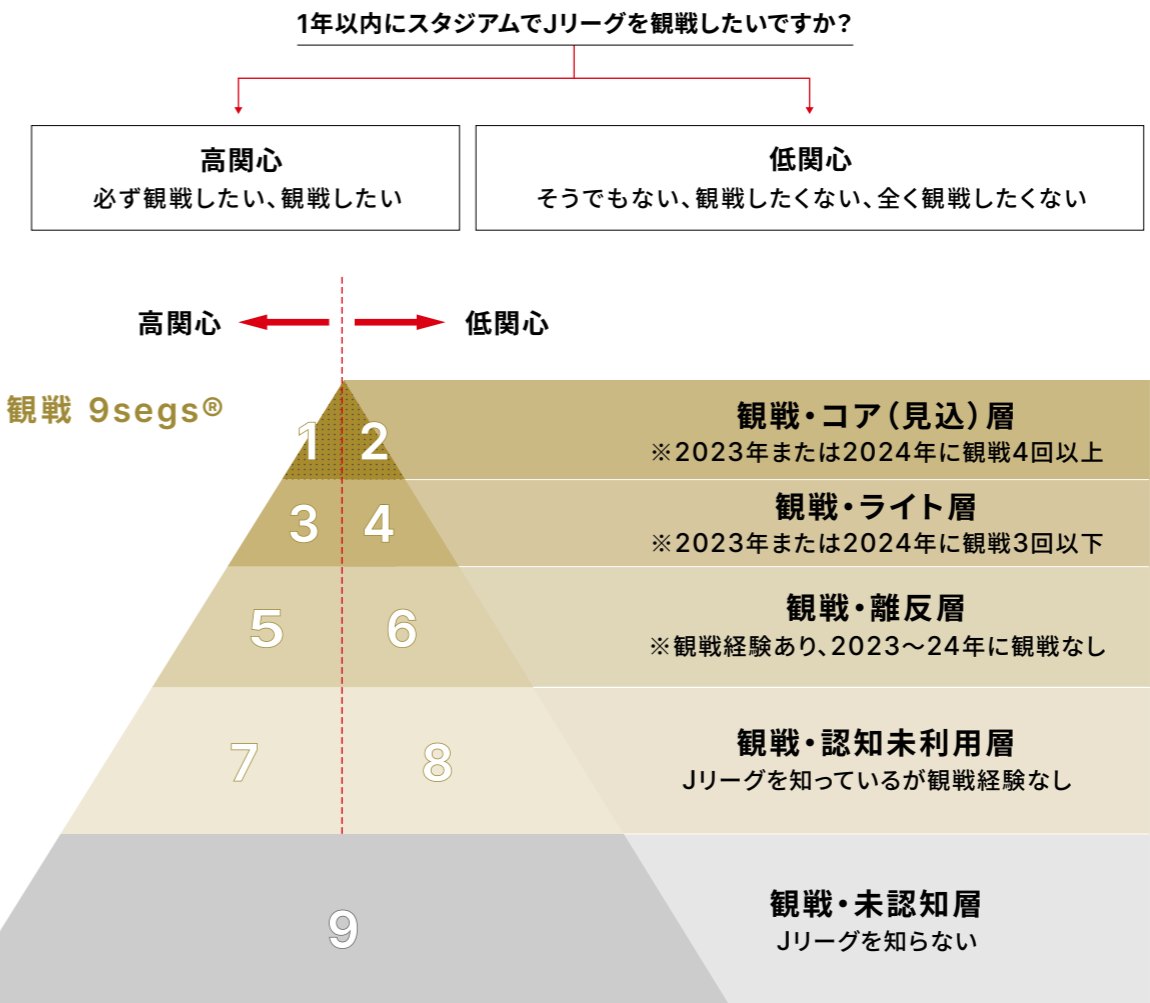 1年以内にスタジアムでJリーグを観戦したいですか?
高関心
必ず観戦したい、観戦したい
低関心
そうでもない、観戦したくない、全く観戦したくない
高関心
低関心
観戦 9segs®
1
2
観戦・コア(見込)層
※2023年または2024年に観戦4回以上
3
4
観戦・ライト層
※2023年または2024年に観戦3回以下
5
6
観戦・離反層
※観戦経験あり、2023〜24年に観戦なし
7
8
観戦・認知未利用層
Jリーグを知っているが観戦経験なし
9
観戦・未認知層
Jリーグを知らない